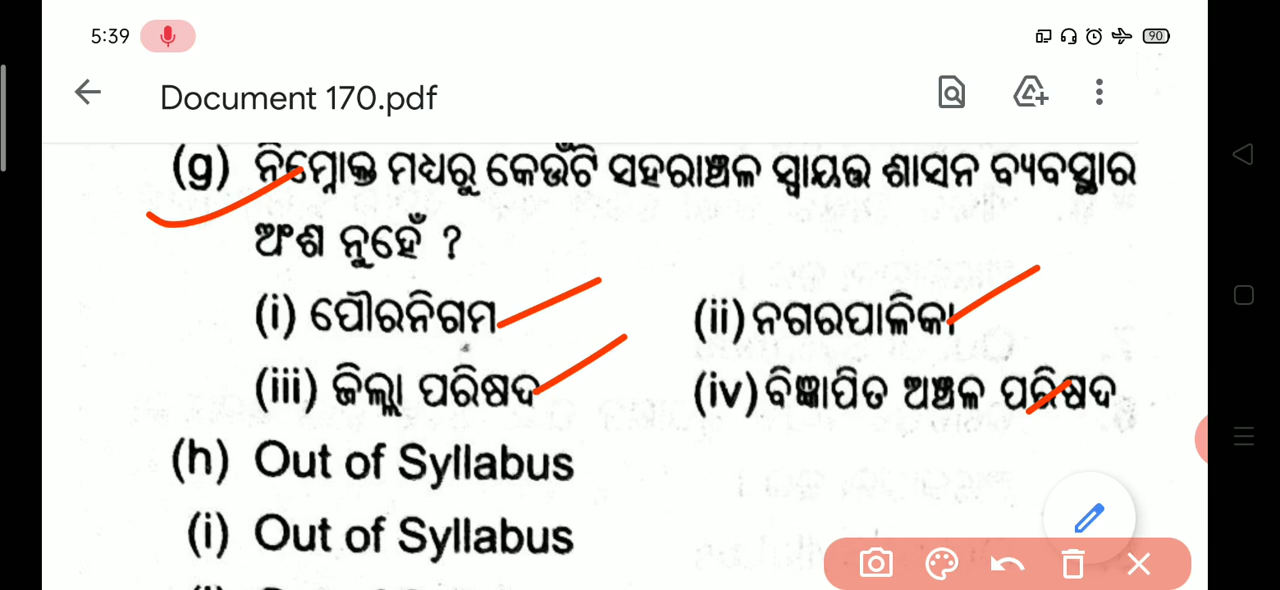 5:39 90
Document 170.pdf
(g) ନିମ୍ନୋକ୍ତ ମଧ୍ୟରୁ କେଉଁଟି ସହରାଞ୍ଚଳ ସ୍ୱାୟତ୍ତ ଶାସନ ବ୍ୟବସ୍ଥାର
ଅଂଶ ନୁହେଁ ?
(i) ପୌରନିଗମ (ii) ନଗରପାଳିକା
(iii) ଜିଲ୍ଲା ପରିଷଦ (iv) ବିଜ୍ଞାପିତ ଅଞ୍ଚଳ ପରିଷଦ
(h) Out of Syllabus
(i) Out of Syllabus